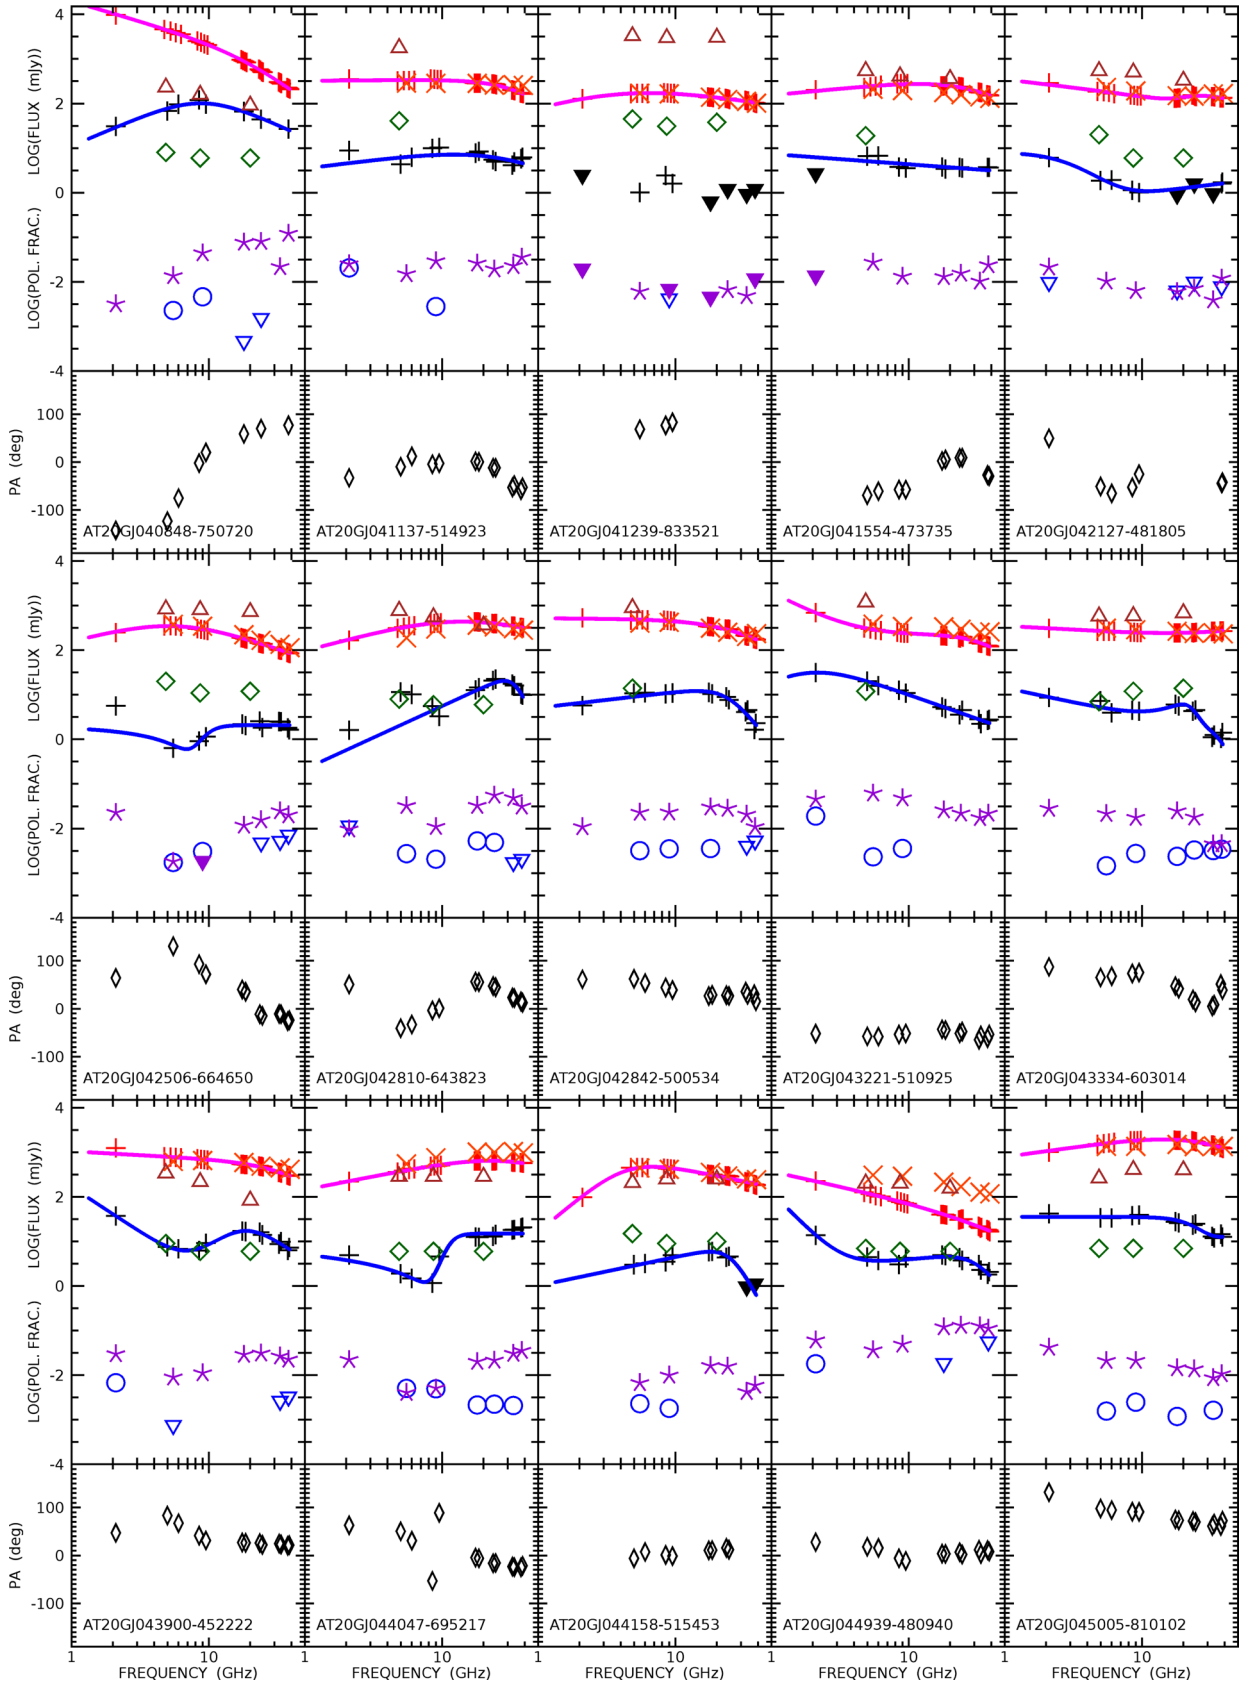 4
2
0
-2
-4
LOG(POL. FRAC.) LOG(FLUX (mJy))
100
0
-100
PA (deg)
AT20GJ040848-750720 AT20GJ041137-514923 AT20GJ041239-833521 AT20GJ041554-473735 AT20GJ042127-481805
4
2
0
-2
-4
LOG(POL. FRAC.) LOG(FLUX (mJy))
100
0
-100
PA (deg)
AT20GJ042506-664650 AT20GJ042810-643823 AT20GJ042842-500534 AT20GJ043221-510925 AT20GJ043334-603014
4
2
0
-2
-4
LOG(POL. FRAC.) LOG(FLUX (mJy))
100
0
-100
PA (deg)
AT20GJ043900-452222 AT20GJ044047-695217 AT20GJ044158-515453 AT20GJ044939-480940 AT20GJ045005-810102
1 10 1 10 1 10 1 10 1 10
FREQUENCY (GHz) FREQUENCY (GHz) FREQUENCY (GHz) FREQUENCY (GHz) FREQUENCY (GHz)